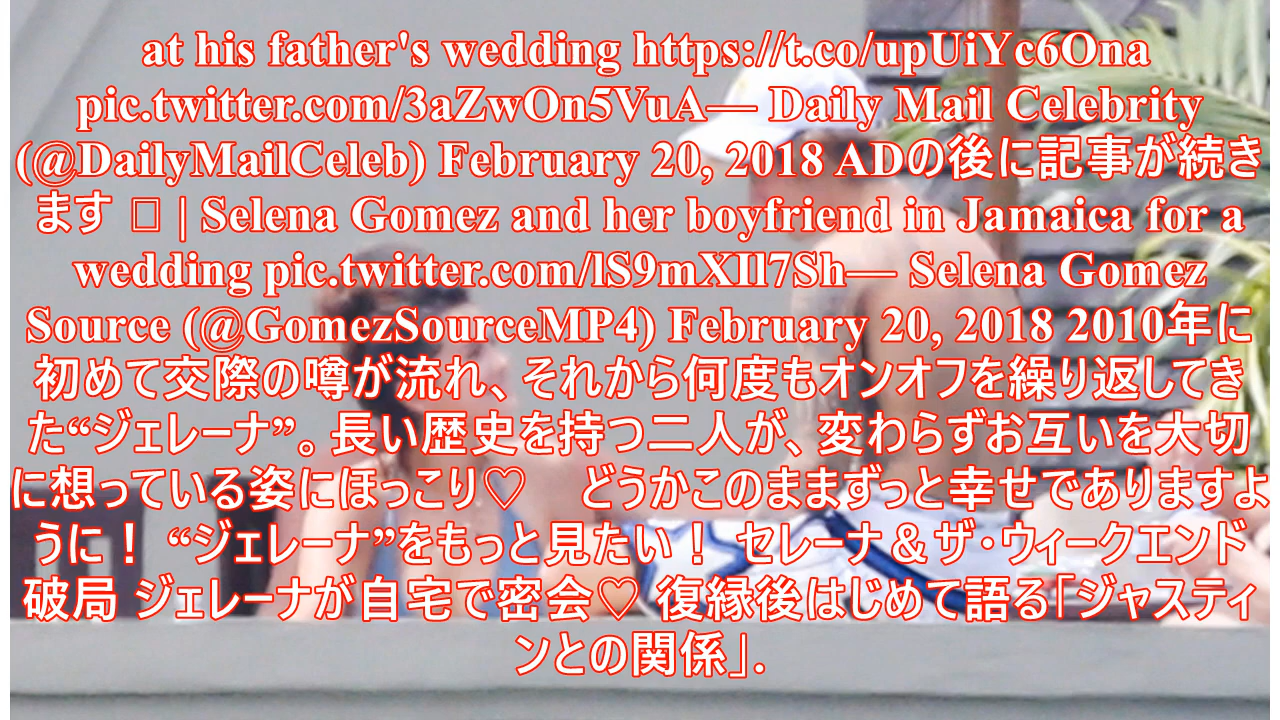 at his father's wedding https://t.co/upUiYc6Ona
pic.twitter.com/3aZwOn5VuA— Daily Mail Celebrity
(@DailyMailCeleb) February 20, 2018 ADの後に記事が続き
ます □ | Selena Gomez and her boyfriend in Jamaica for a
wedding pic.twitter.com/lS9mXIl7Sh— Selena Gomez
Source (@GomezSourceMP4) February 20, 2018 2010年に
初めて交際の噂が流れ、それから何度もオンオフを繰り返してき
た“ジェレーナ”。長い歴史を持つ二人が、変わらずお互いを大切
に想っている姿にほっこり♡　どうかこのままずっと幸せでありますよ
うに！ “ジェレーナ”をもっと見たい！ セレーナ＆ザ・ウィークエンド
破局 ジェレーナが自宅で密会♡ 復縁後はじめて語る「ジャスティ
ンとの関係」.